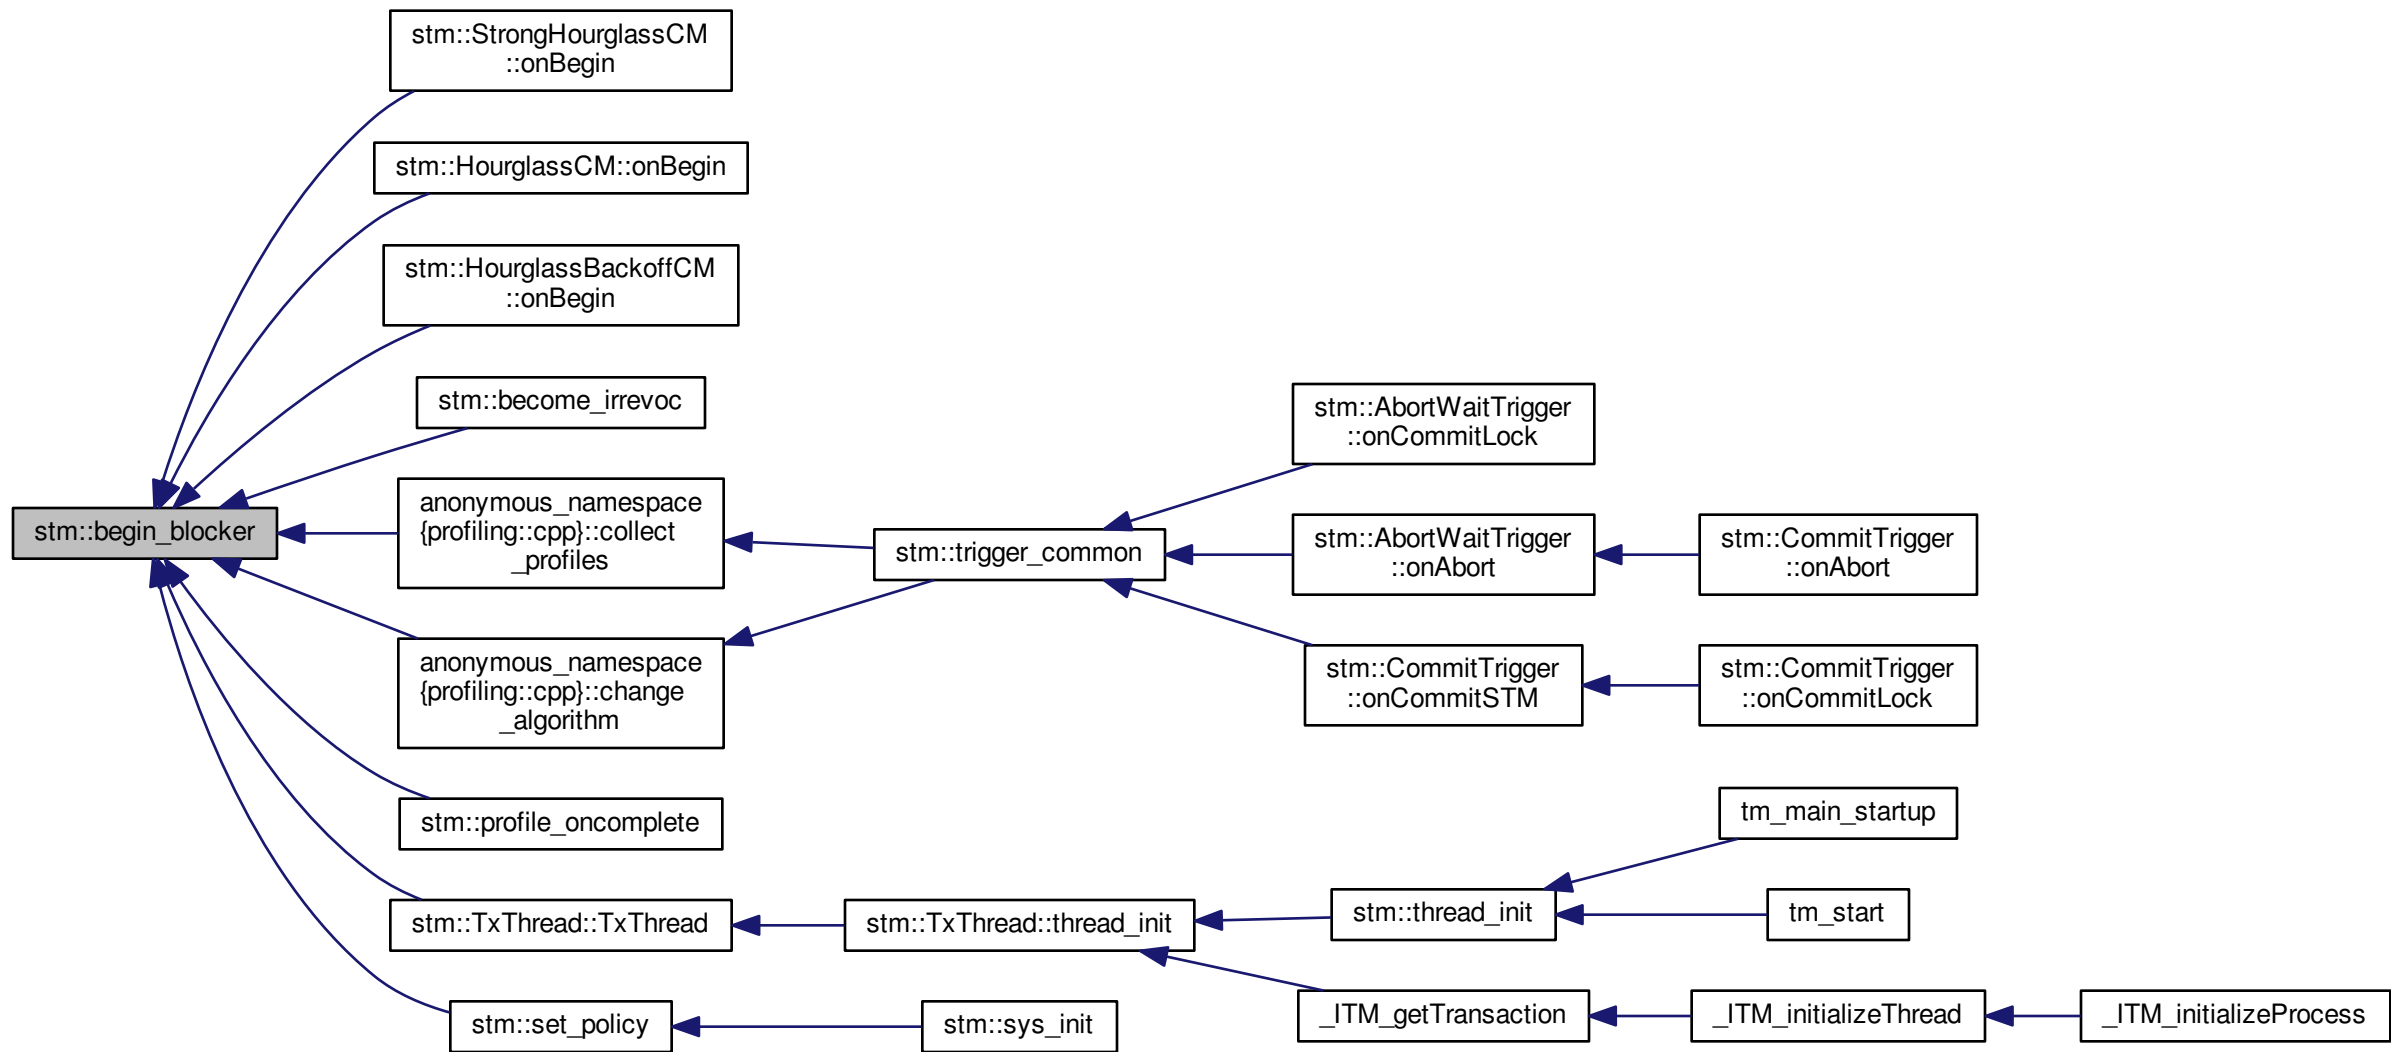 stm::StrongHourglassCM
::onBegin
stm::HourglassCM::onBegin
stm::HourglassBackoffCM
::onBegin
stm::become_irrevoc
stm::begin_blocker
anonymous_namespace
{profiling::cpp}::collect
_profiles
anonymous_namespace
{profiling::cpp}::change
_algorithm
stm::profile_oncomplete
stm::TxThread::TxThread
stm::set_policy
stm::trigger_common
stm::TxThread::thread_init
stm::sys_init
stm::AbortWaitTrigger
::onCommitLock
stm::AbortWaitTrigger
::onAbort
stm::CommitTrigger
::onCommitSTM
stm::thread_init
_ITM_getTransaction
stm::CommitTrigger
::onAbort
stm::CommitTrigger
::onCommitLock
tm_main_startup
tm_start
_ITM_initializeThread
_ITM_initializeProcess